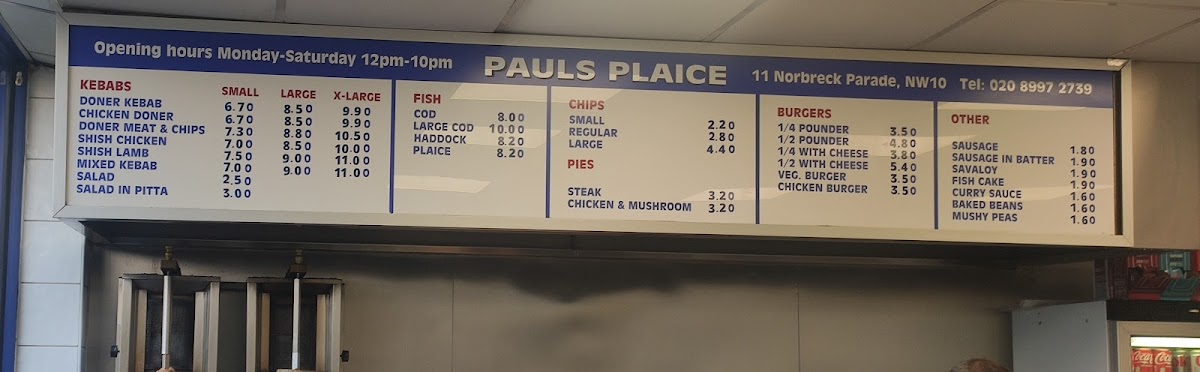 Opening hours Monday-Saturday 12pm-10pm PAULS PLAICE 11 Norbreck Parade, NW10 Tel: 020 8997 2739
KEBABS SMALL LARGE X-LARGE
DONER KEBAB 6.70 8.50 9.90
CHICKEN DONER 6.70 8.50 9.90
DONER MEAT & CHIPS 7.30 8.80 10.50
SHISH CHICKEN 7.00 8.50 10.00
SHISH LAMB 7.50 9.00 11.00
MIXED KEBAB 7.00 9.00 11.00
SALAD 2.50
SALAD IN PITTA 3.00
FISH
COD 8.00
LARGE COD 10.00
HADDOCK 8.20
PLAICE 8.20
CHIPS
SMALL 2.20
REGULAR 2.80
LARGE 4.40
PIES
STEAK 3.20
CHICKEN & MUSHROOM 3.20
BURGERS
1/4 POUNDER 3.50
1/2 POUNDER 4.80
1/4 WITH CHEESE 3.80
1/2 WITH CHEESE 5.40
VEG. BURGER 3.50
CHICKEN BURGER 3.50
OTHER
SAUSAGE 1.80
SAUSAGE IN BATTER 1.90
SAVALOY 1.90
FISH CAKE 1.90
CURRY SAUCE 1.60
BAKED BEANS 1.60
MUSHY PEAS 1.60